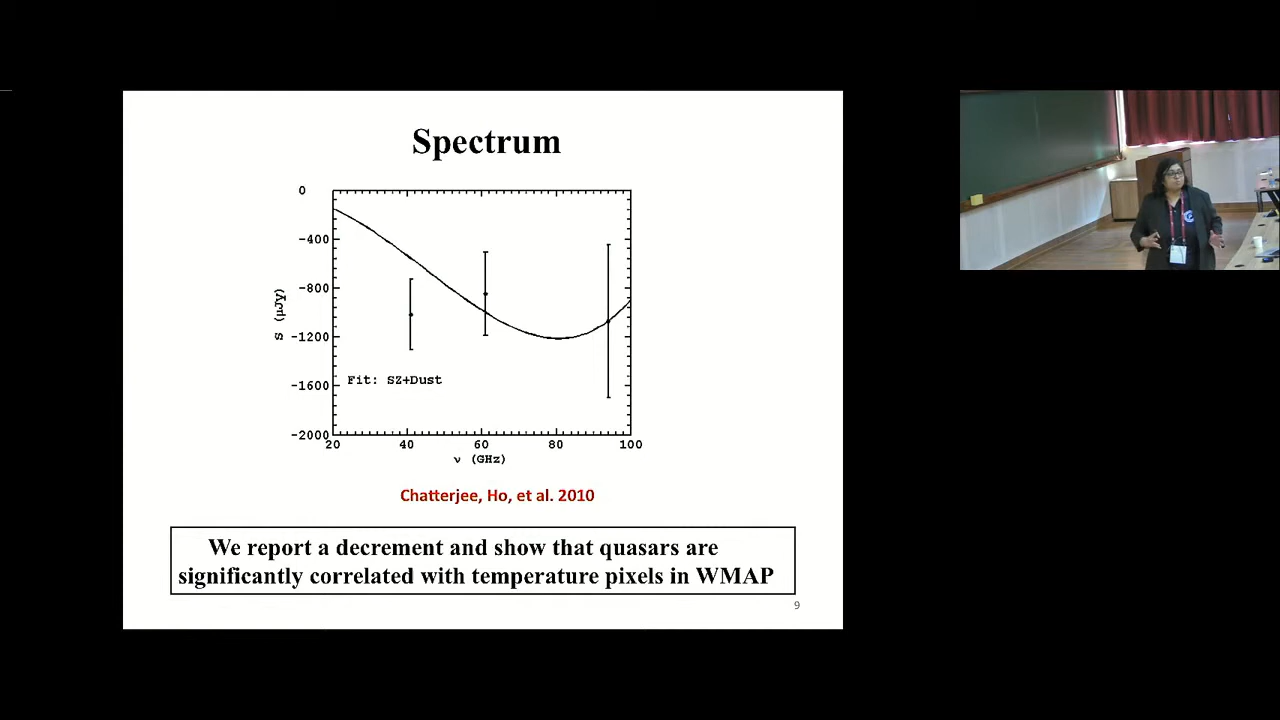 Spectrum
0
-400
-800
-1200
-1600
-2000
S (μJy)
Fit: SZ+Dust
20 40 60 80 100
ν (GHz)
Chatterjee, Ho, et al. 2010
We report a decrement and show that quasars are
significantly correlated with temperature pixels in WMAP
9